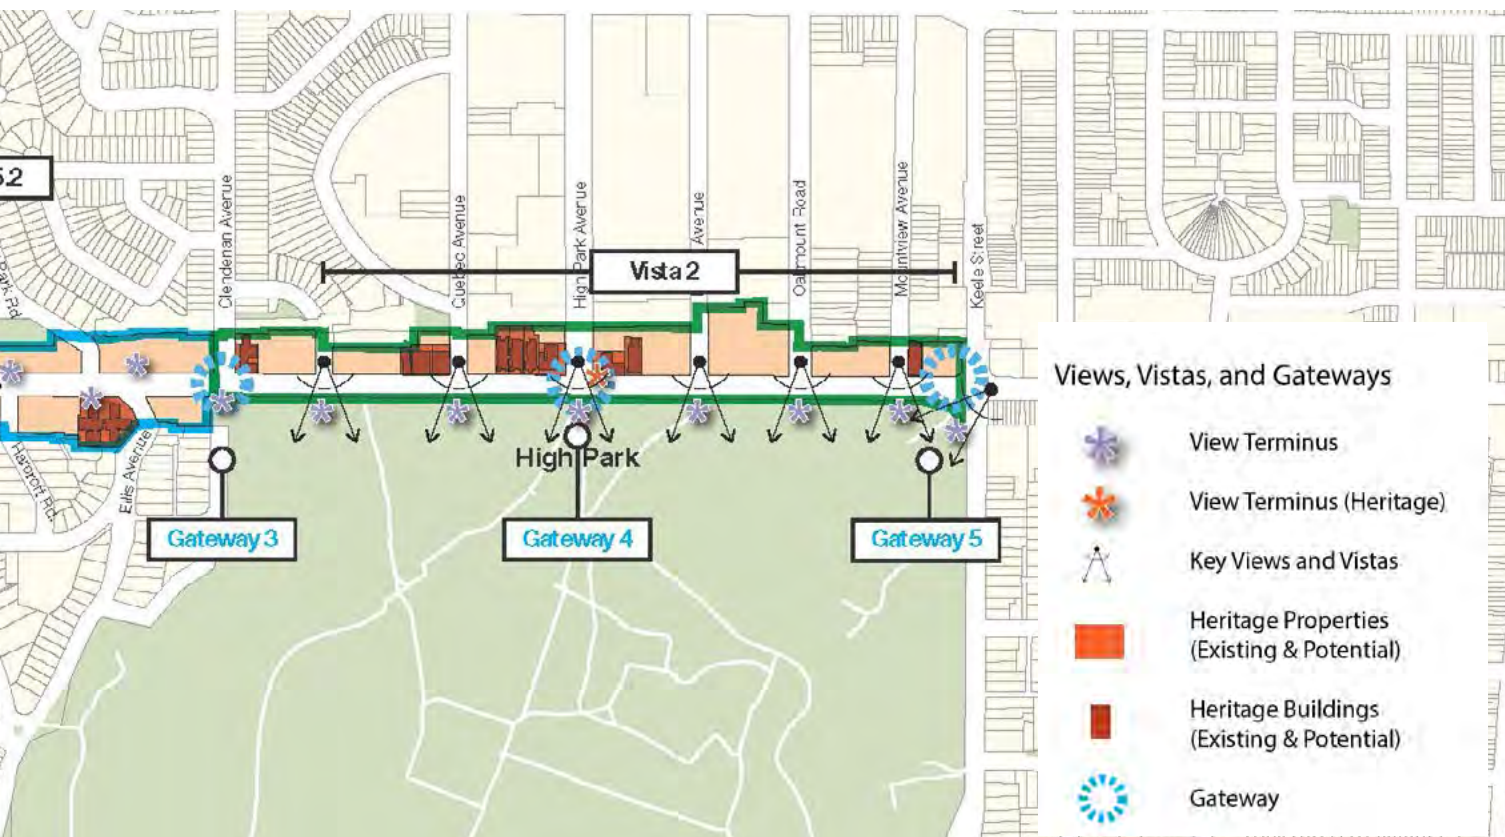 5.2
Park Rd
Clendenan Avenue
Quebec Avenue
High Park Avenue
Avenue
Oakmount Road
Mountview Avenue
Keele Street
Vista 2
Harcroft Rd.
Ellis Avenue
High Park
Gateway 3
Gateway 4
Gateway 5
Views, Vistas, and Gateways
View Terminus
View Terminus (Heritage)
Key Views and Vistas
Heritage Properties
(Existing & Potential)
Heritage Buildings
(Existing & Potential)
Gateway